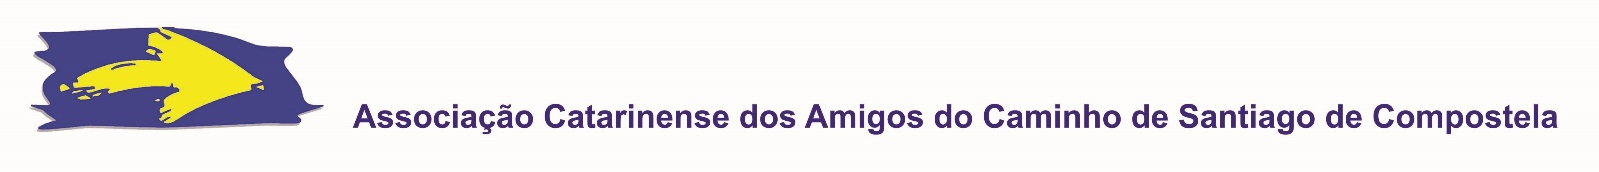 Associação Catarinense dos Amigos do Caminho de Santiago de Compostela